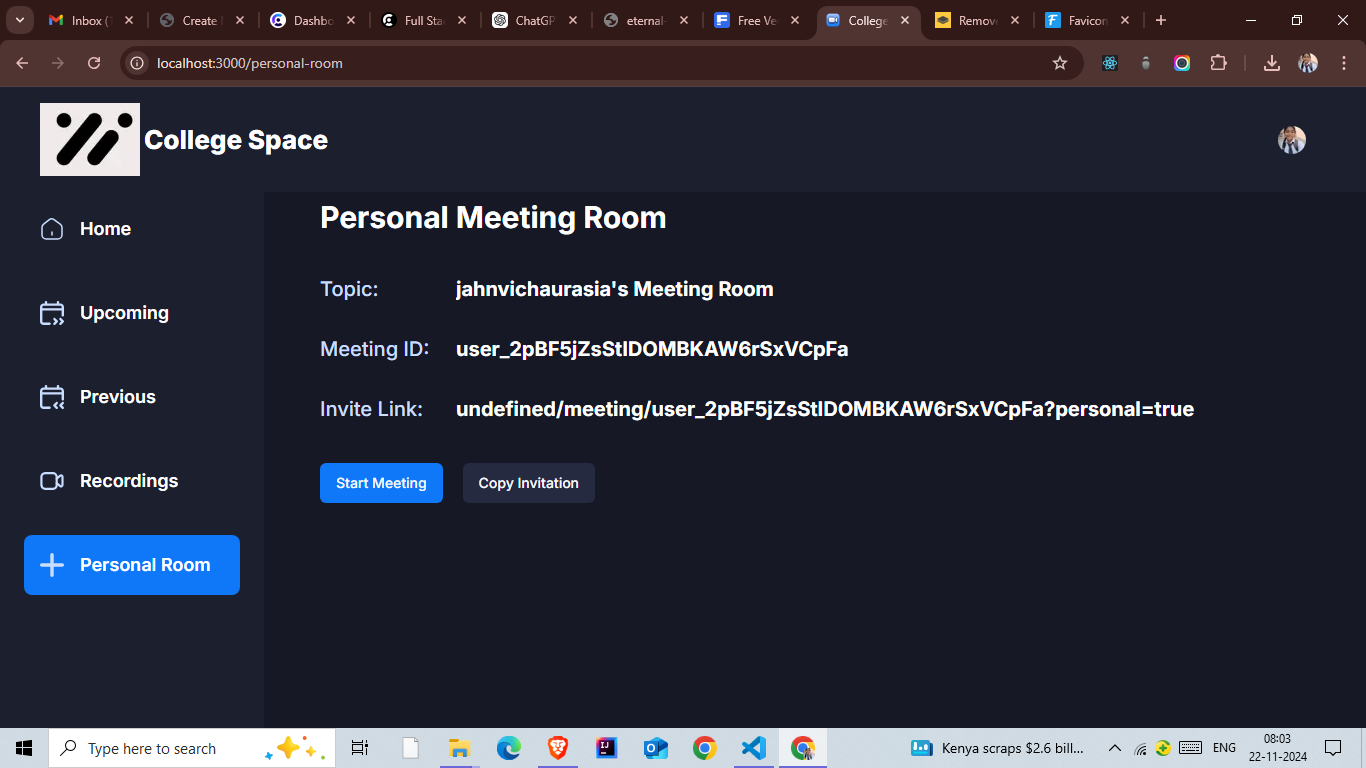 Inbox (
Create
Dashbo
Full Sta
ChatGP
eternal-
Free Ve
College
Remov
Favicon
localhost:3000/personal-room
College Space
Home
Upcoming
Previous
Recordings
Personal Room
Personal Meeting Room
Topic: jahnvichaurasia's Meeting Room
Meeting ID: user_2pBF5jZsStIDOMBKAW6rSxVCpFa
Invite Link: undefined/meeting/user_2pBF5jZsStIDOMBKAW6rSxVCpFa?personal=true
Start Meeting Copy Invitation
Type here to search
Kenya scraps $2.6 bill...
ENG
08:03
22-11-2024